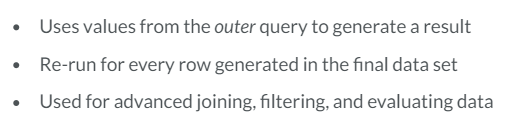 • Uses values from the outer query to generate a result
• Re-run for every row generated in the final data set
• Used for advanced joining, filtering, and evaluating data